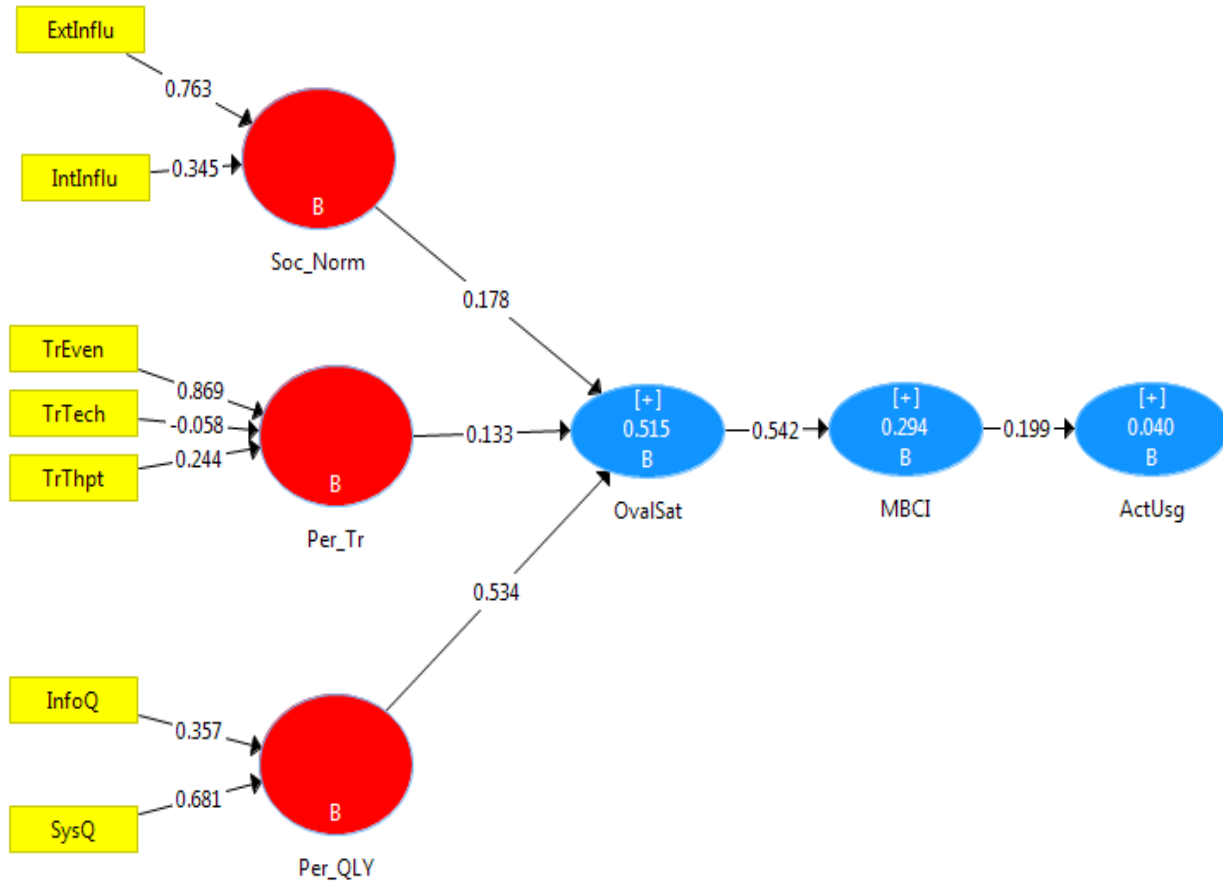 ExtInflu
0.763
IntInflu
0.345
B
Soc_Norm
0.178
TrEven
0.869
TrTech
-0.058
TrThpt
0.244
B
Per_Tr
0.133
[+]
0.515
B
OvalSat
0.542
[+]
0.294
B
MBCI
0.199
[+]
0.040
B
ActUsg
0.534
InfoQ
0.357
SysQ
0.681
B
Per_QLY